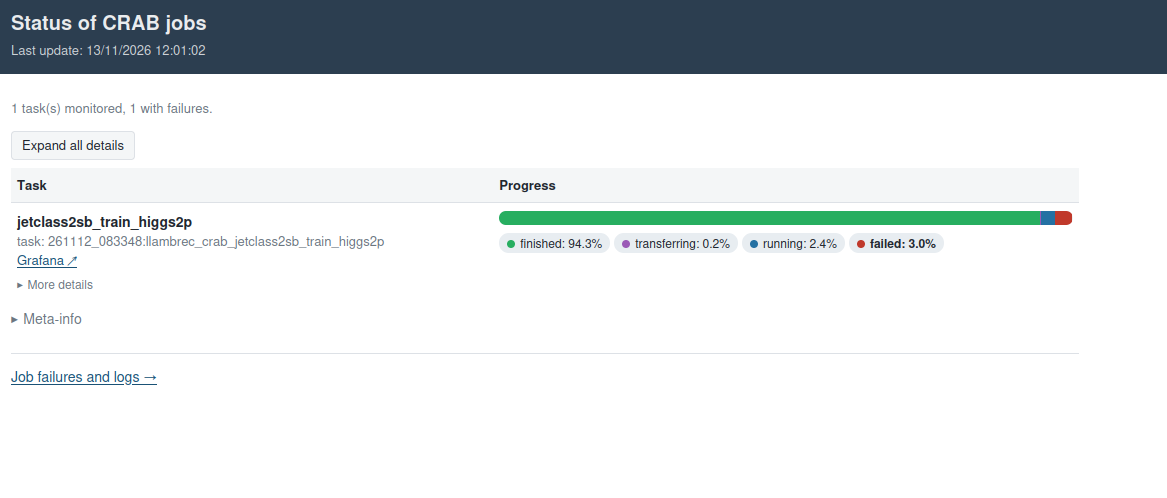 Status of CRAB jobs
Last update: 13/11/2026 12:01:02
1 task(s) monitored, 1 with failures.
Expand all details
Task Progress
jetclass2sb_train_higgs2p
task: 261112_083348:llambrec_crab_jetclass2sb_train_higgs2p
Grafana ↗
▸ More details
finished: 94.3% transferring: 0.2% running: 2.4% failed: 3.0%
▸ Meta-info
Job failures and logs →